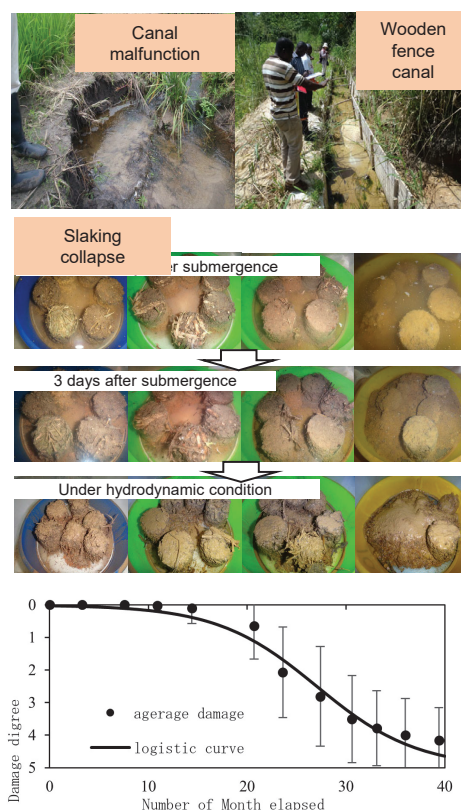 Canal
malfunction
Wooden
fence
canal
Slaking
collapse
submergence
3 days after submergence
Under hydrodynamic condition
0
1
2
3
4
5
Damage digree
agerage damage
logistic curve
0
10
20
30
40
Number of Month elapsed